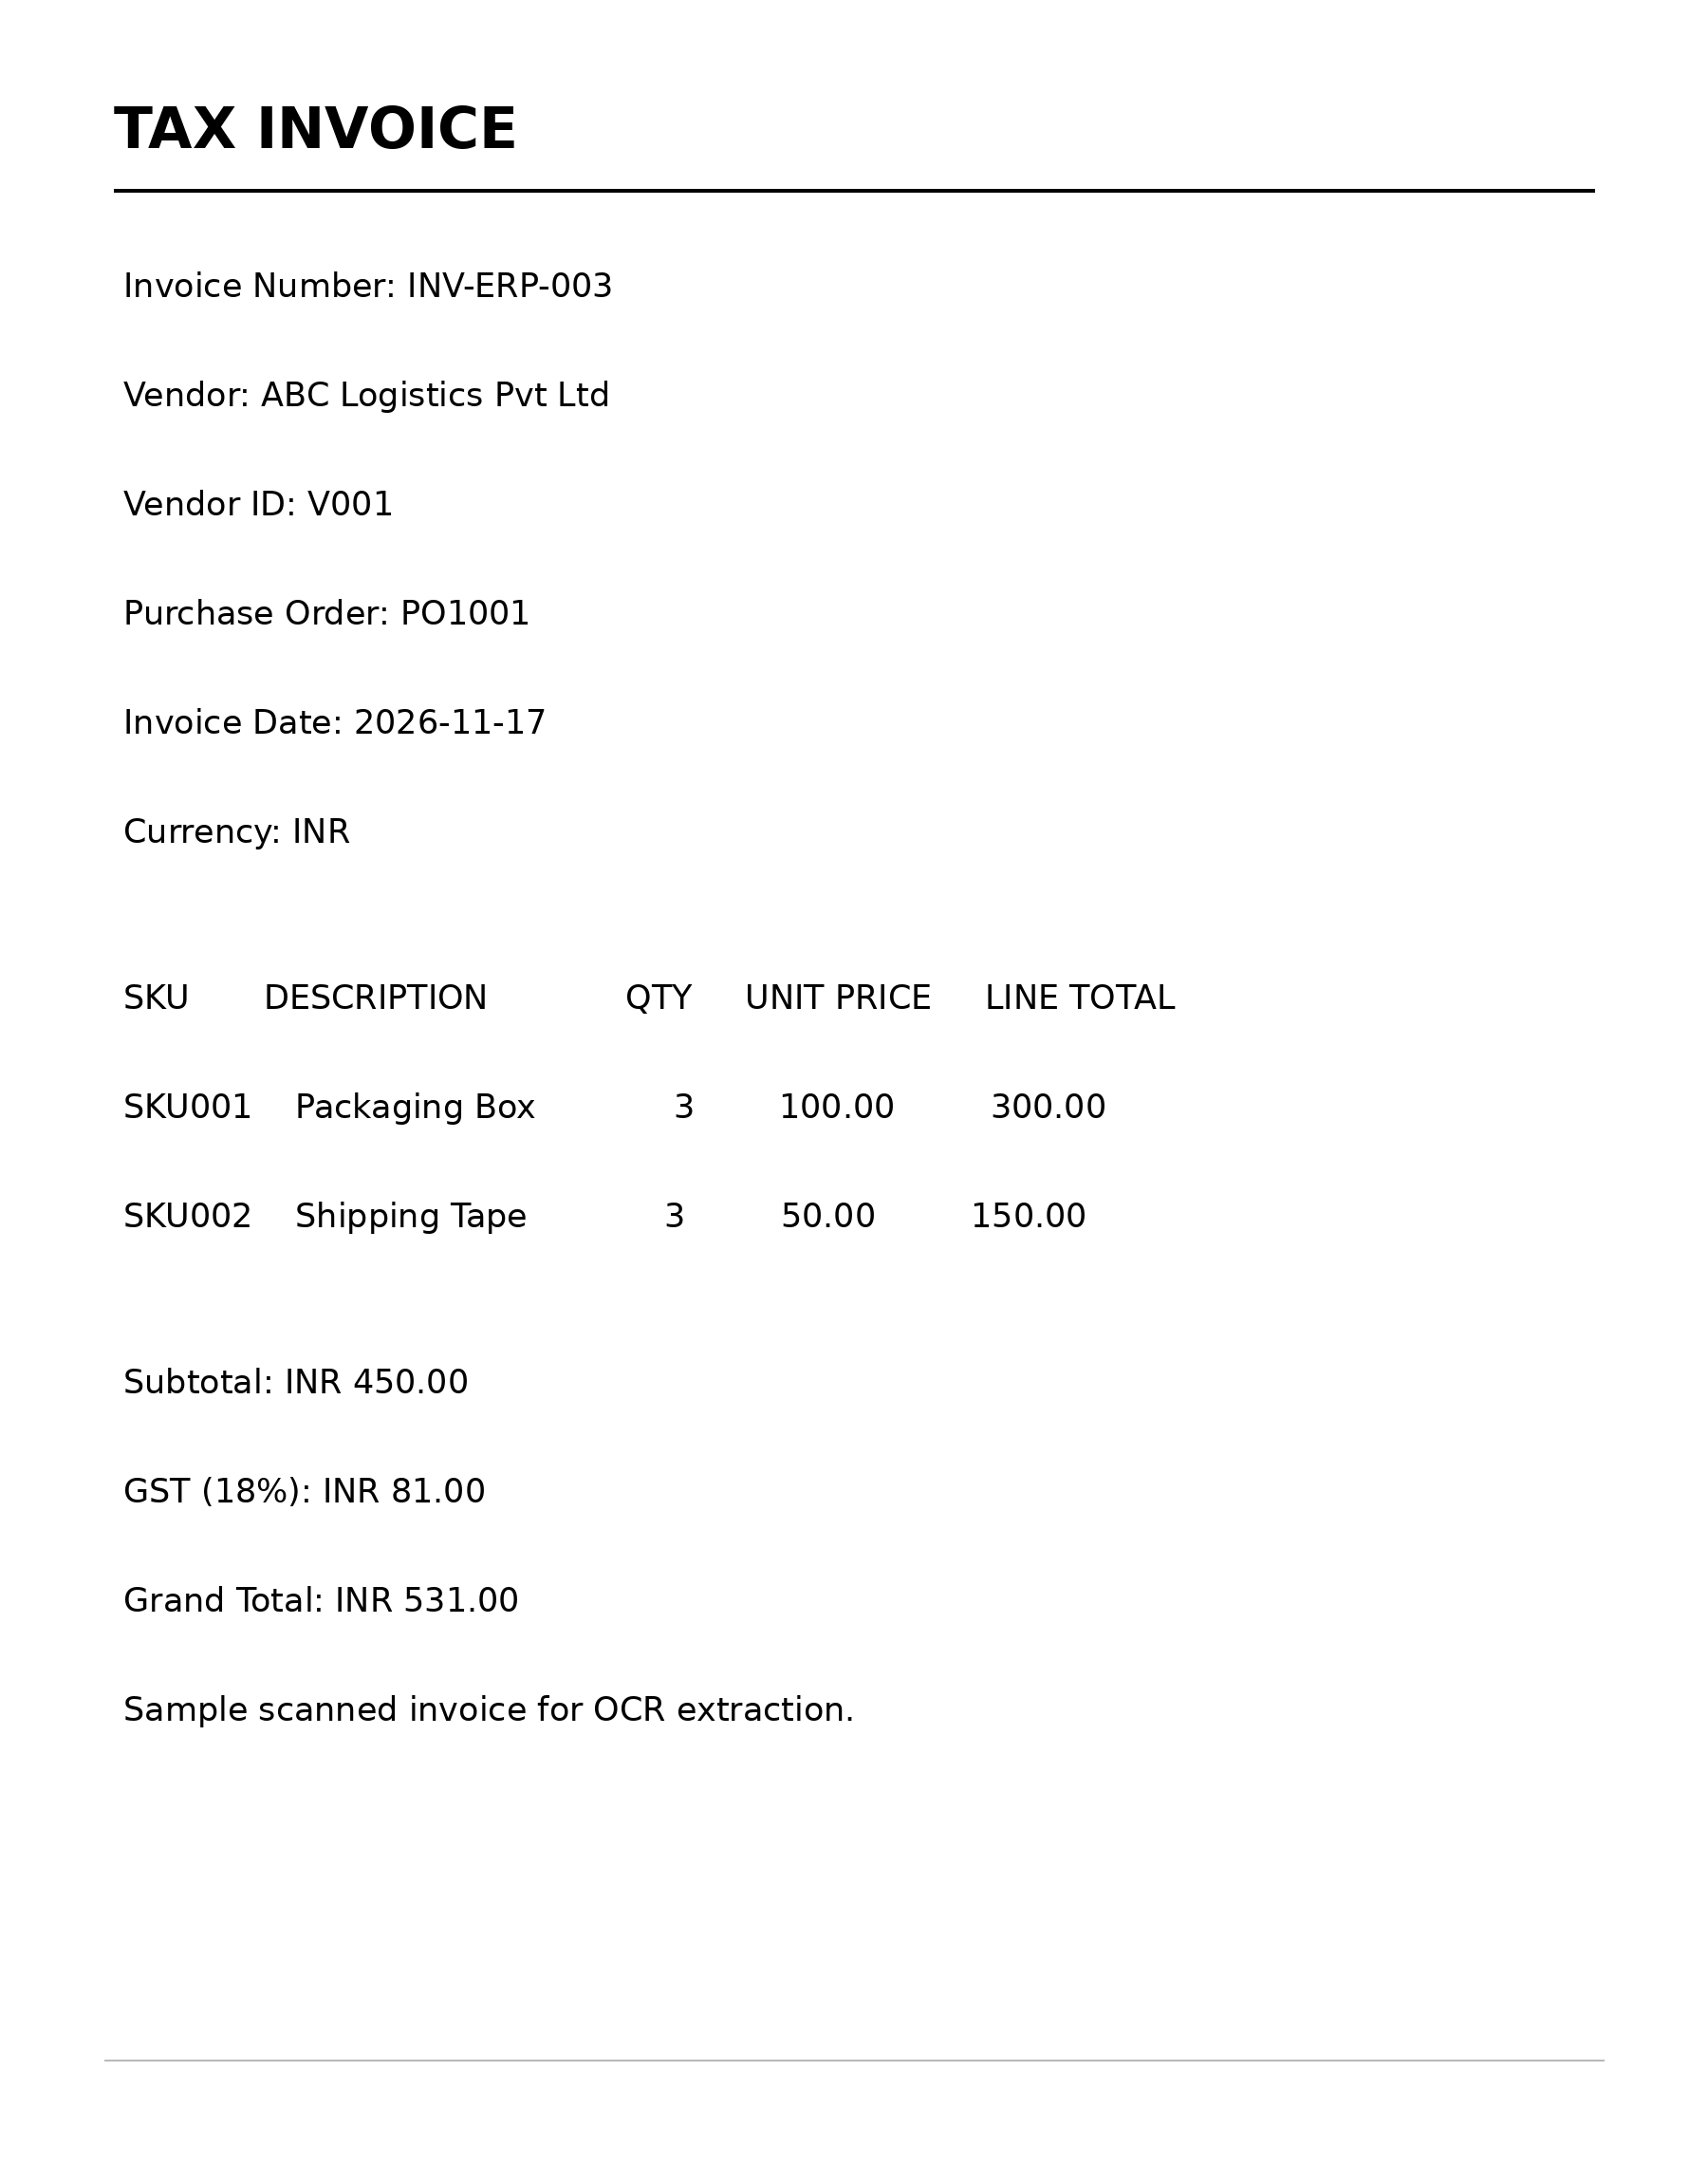 TAX INVOICE
Invoice Number: INV-ERP-003
Vendor: ABC Logistics Pvt Ltd
Vendor ID: V001
Purchase Order: PO1001
Invoice Date: 2026-11-17
Currency: INR
SKU DESCRIPTION QTY UNIT PRICE LINE TOTAL
SKU001 Packaging Box 3 100.00 300.00
SKU002 Shipping Tape 3 50.00 150.00
Subtotal: INR 450.00
GST (18%): INR 81.00
Grand Total: INR 531.00
Sample scanned invoice for OCR extraction.